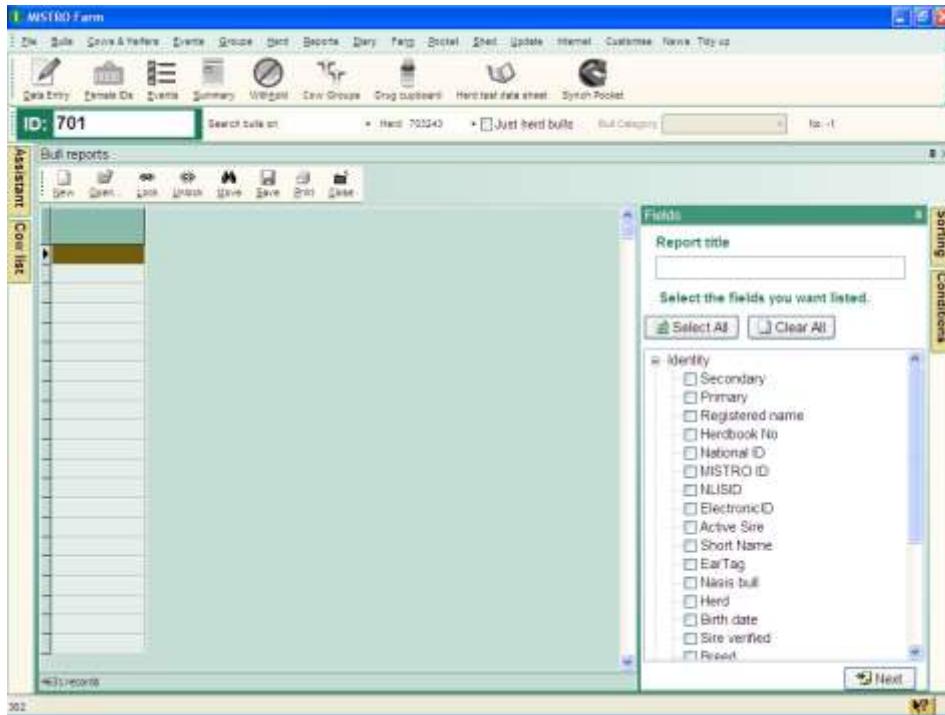 MISTRO Farm
File Bulls Cows & Heifers Events Groups Herd Reports Diary Farm Pocket Shed Update Internet Customise News Tidy up
Data Entry Female IDs Events Summary Withhold Cow Groups Drug cupboard Herd test data sheet Synch Pocket
ID: 701 Search bulls on Herd 703243 Just herd bulls Bull Category No: -1
Assistant
Cow list
Bull reports
New Open Lock Unlock Move Save Print Close
Fields
Report title
Select the fields you want listed.
Select All Clear All
Identity
Secondary
Primary
Registered name
Herdbook No
National ID
MISTRO ID
NLISID
ElectronicID
Active Sire
Short Name
EarTag
Nasis bull
Herd
Birth date
Sire verified
Breed
Next
Sorting
Conditions
records
382